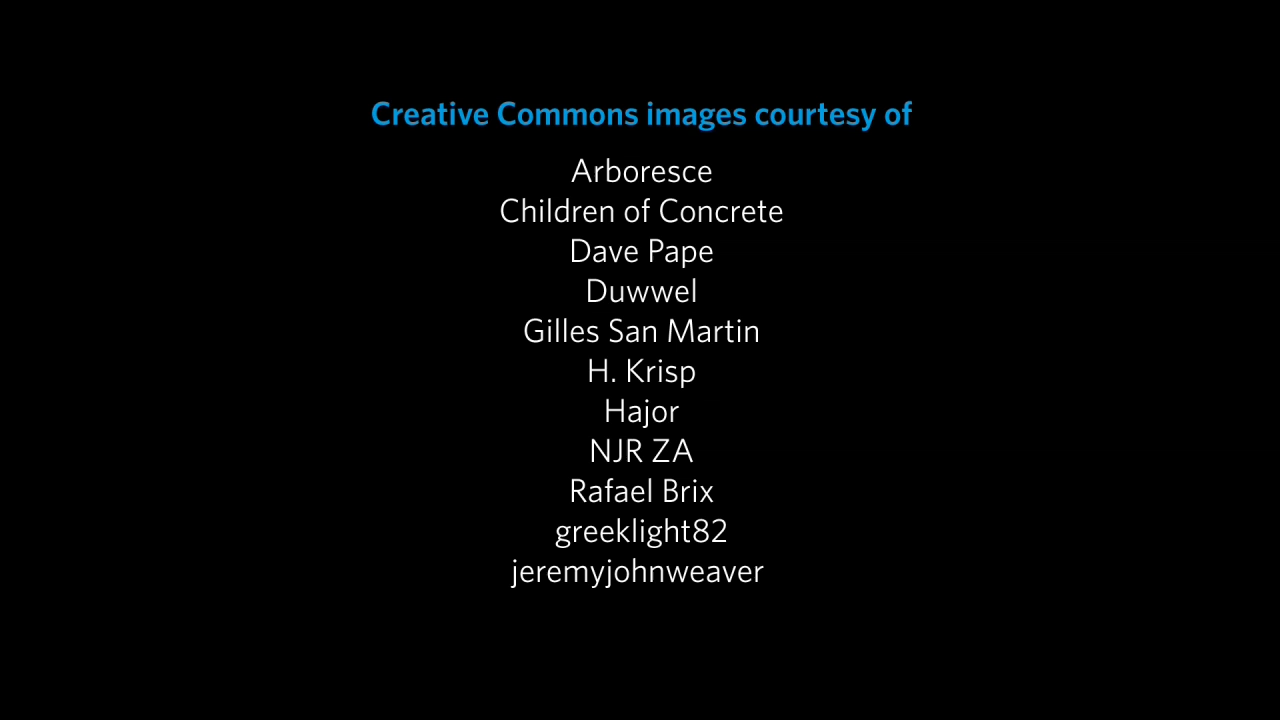 Creative Commons images courtesy of
Arboresce
Children of Concrete
Dave Pape
Duwwel
Gilles San Martin
H. Krisp
Hajor
NJR ZA
Rafael Brix
greeklight82
jeremyjohnweaver